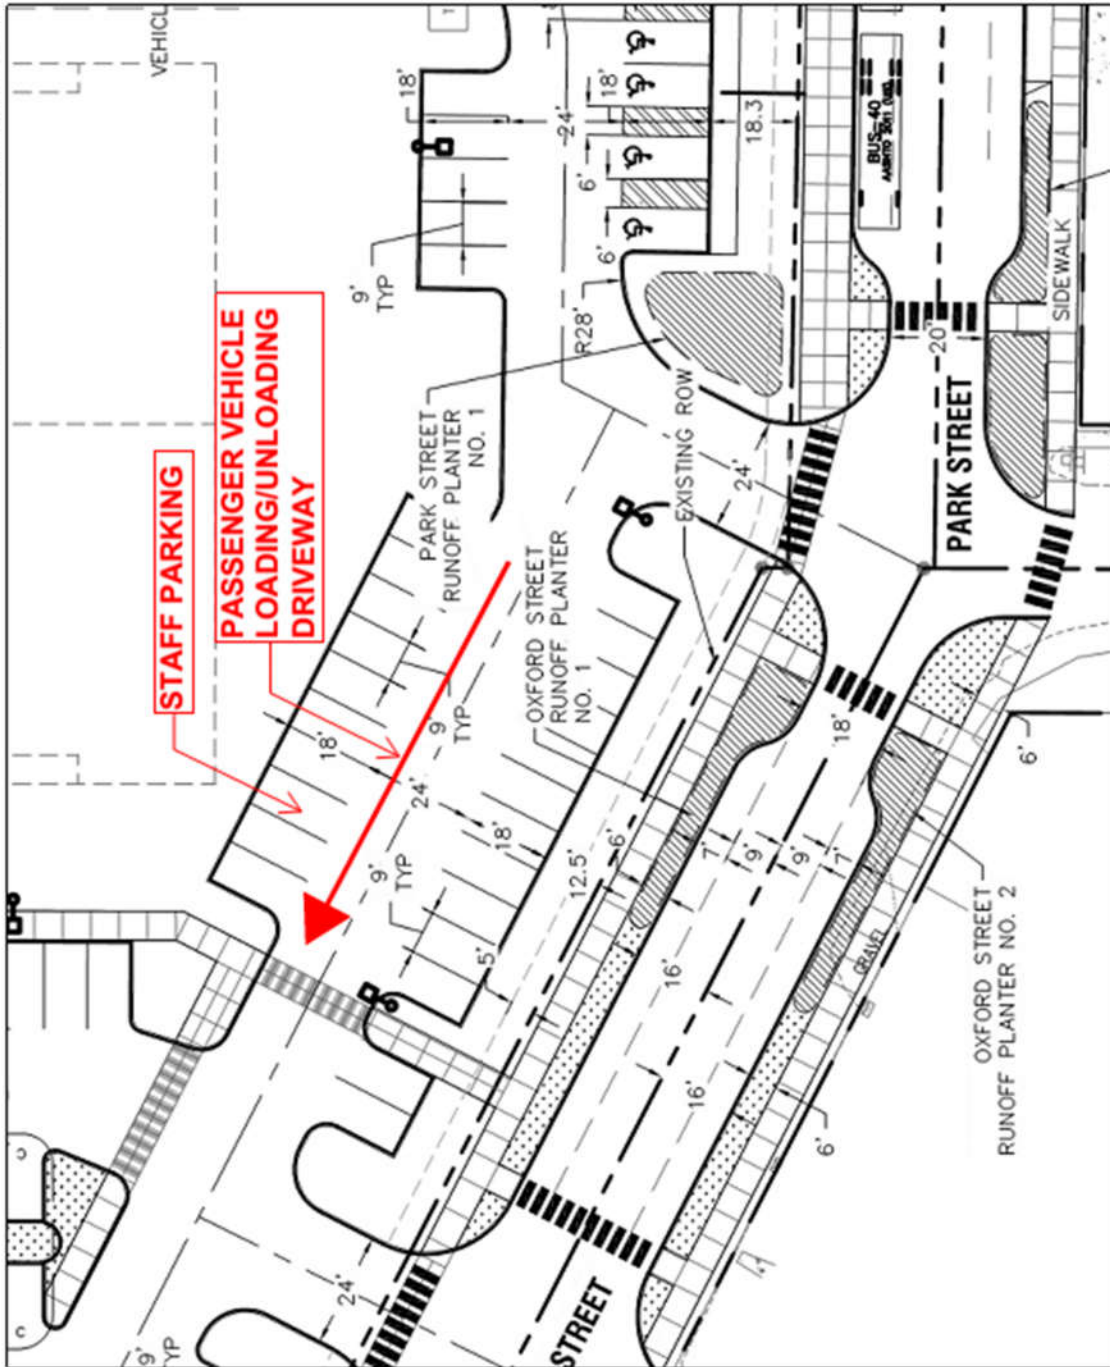 VEHICL
1
18'
24'
18'
6'
6'
18.3
BUS-40
9'
TYP
R28'
PASSENGER VEHICLE
LOADING/UNLOADING
DRIVEWAY
STAFF PARKING
PARK STREET
RUNOFF PLANTER
NO. 1
20'
SIDEWALK
PARK STREET
EXISTING ROW
24'
OXFORD STREET
RUNOFF PLANTER
NO. 1
9'
TYP
18'
24'
18'
9'
TYP
12.5'
6'
5'
7'
9'
9'
7'
18'
6'
16'
16'
GRAVEL
OXFORD STREET
RUNOFF PLANTER NO. 2
6'
24'
STREET
9'
YP